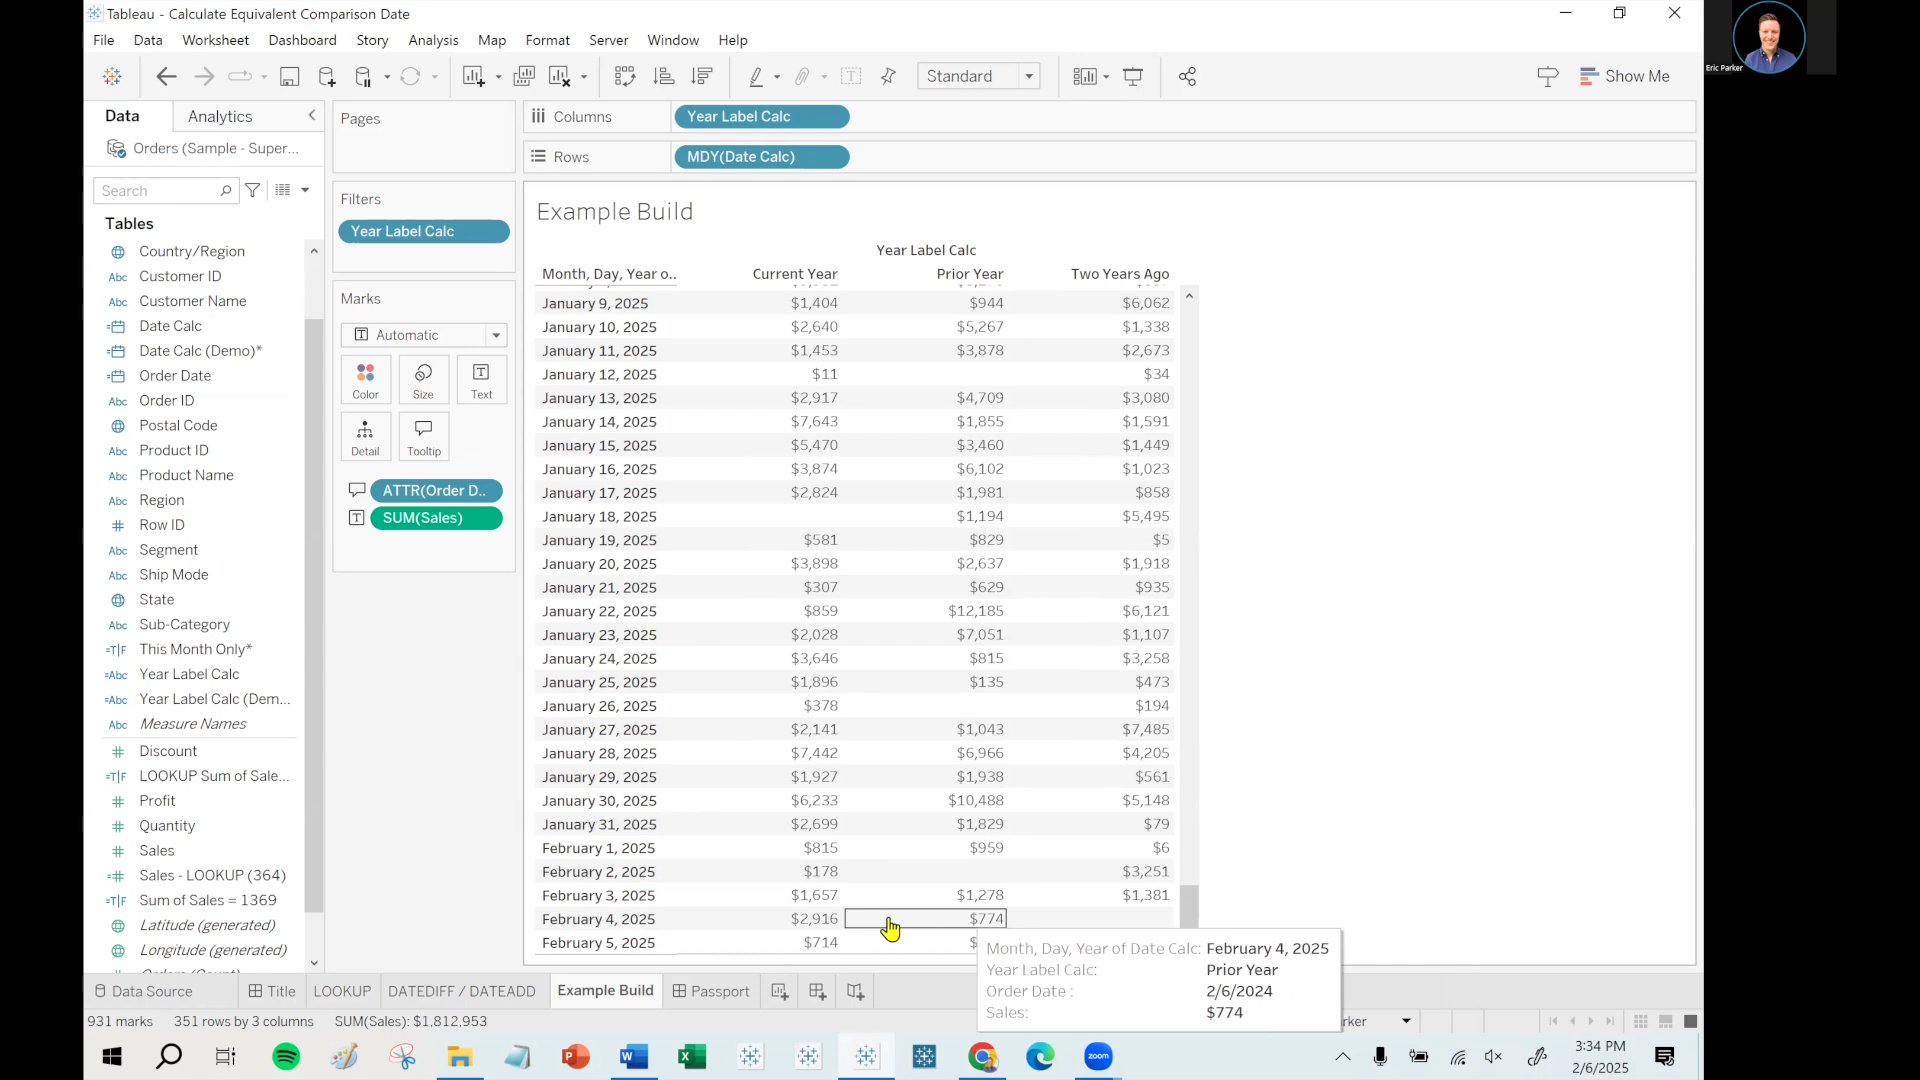 Tableau - Calculate Equivalent Comparison Date
Eric Parker
File Data Worksheet Dashboard Story Analysis Map Format Server Window Help
Standard
Show Me
Data Analytics
Orders (Sample - Super...
Search
Tables
Country/Region
Abc Customer ID
Abc Customer Name
Date Calc
Date Calc (Demo)*
Order Date
Abc Order ID
Postal Code
Abc Product ID
Abc Product Name
Abc Region
# Row ID
Abc Segment
Abc Ship Mode
State
Abc Sub-Category
=T|F This Month Only*
=Abc Year Label Calc
=Abc Year Label Calc (Dem...
Abc Measure Names
# Discount
=T|F LOOKUP Sum of Sale...
# Profit
# Quantity
# Sales
=# Sales - LOOKUP (364)
=T|F Sum of Sales = 1369
Latitude (generated)
Longitude (generated)
Pages
Filters
Year Label Calc
Marks
Automatic
Color Size Text
Detail Tooltip
ATTR(Order D..
SUM(Sales)
Columns Year Label Calc
Rows MDY(Date Calc)
Example Build
Year Label Calc
Month, Day, Year o.. Current Year Prior Year Two Years Ago
January 9, 2025 $1,404 $944 $6,062
January 10, 2025 $2,640 $5,267 $1,338
January 11, 2025 $1,453 $3,878 $2,673
January 12, 2025 $11 $34
January 13, 2025 $2,917 $4,709 $3,080
January 14, 2025 $7,643 $1,855 $1,591
January 15, 2025 $5,470 $3,460 $1,449
January 16, 2025 $3,874 $6,102 $1,023
January 17, 2025 $2,824 $1,981 $858
January 18, 2025 $1,194 $5,495
January 19, 2025 $581 $829 $5
January 20, 2025 $3,898 $2,637 $1,918
January 21, 2025 $307 $629 $935
January 22, 2025 $859 $12,185 $6,121
January 23, 2025 $2,028 $7,051 $1,107
January 24, 2025 $3,646 $815 $3,258
January 25, 2025 $1,896 $135 $473
January 26, 2025 $378 $194
January 27, 2025 $2,141 $1,043 $7,485
January 28, 2025 $7,442 $6,966 $4,205
January 29, 2025 $1,927 $1,938 $561
January 30, 2025 $6,233 $10,488 $5,148
January 31, 2025 $2,699 $1,829 $79
February 1, 2025 $815 $959 $6
February 2, 2025 $178 $3,251
February 3, 2025 $1,657 $1,278 $1,381
February 4, 2025 $2,916 $774
February 5, 2025 $714 $
Month, Day, Year of Date Calc: February 4, 2025
Year Label Calc: Prior Year
Order Date : 2/6/2024
Sales: $774
Data Source Title LOOKUP DATEDIFF / DATEADD Example Build Passport
931 marks 351 rows by 3 columns SUM(Sales): $1,812,953 rker
zoom
3:34 PM
2/6/2025